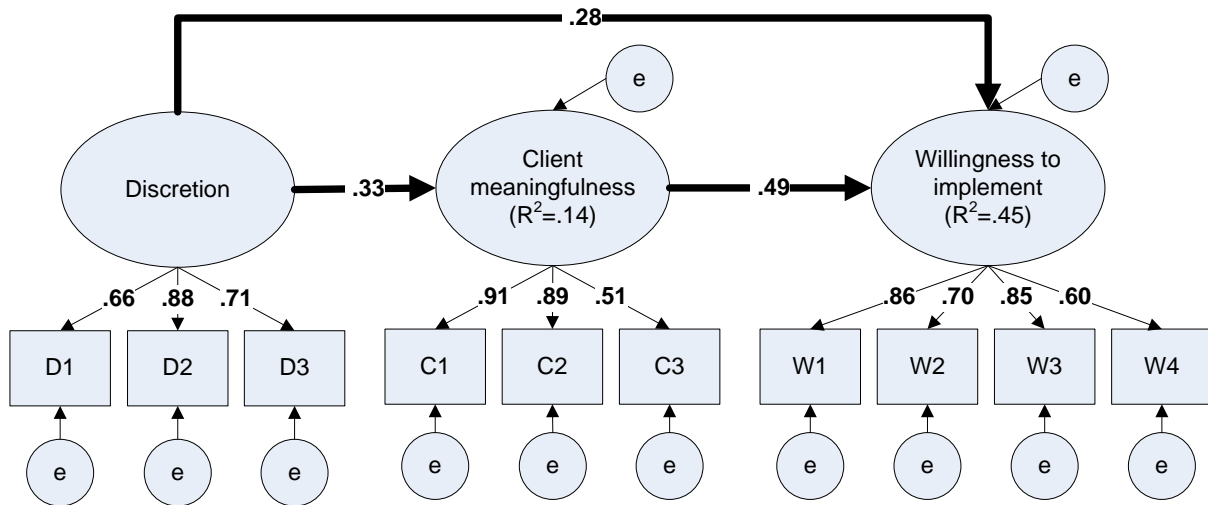 .28
e
e
Discretion
.33
Client
meaningfulness
(R²=.14)
.49
Willingness to
implement
(R²=.45)
.66
.88
.71
.91
.89
.51
.86
.70
.85
.60
D1
D2
D3
C1
C2
C3
W1
W2
W3
W4
e
e
e
e
e
e
e
e
e
e